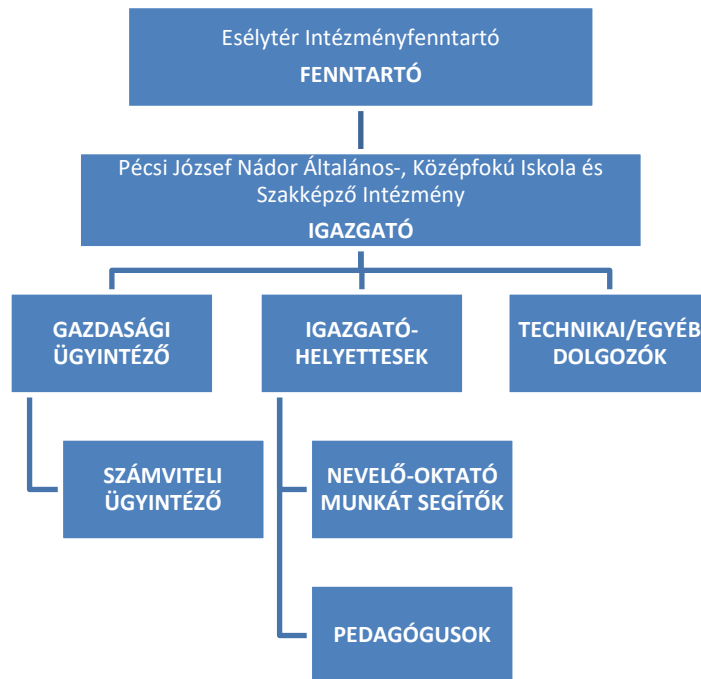 Esélytér Intézményfenntartó
FENNTARTÓ
Pécsi József Nádor Általános-, Középfokú Iskola és
Szakképző Intézmény
IGAZGATÓ
GAZDASÁGI
ÜGYINTÉZŐ
IGAZGATÓ-
HELYETTESEK
TECHNIKAI/EGYÉB
DOLGOZÓK
SZÁMVITELI
ÜGYINTÉZŐ
NEVELŐ-OKTATÓ
MUNKÁT SEGÍTŐK
PEDAGÓGUSOK